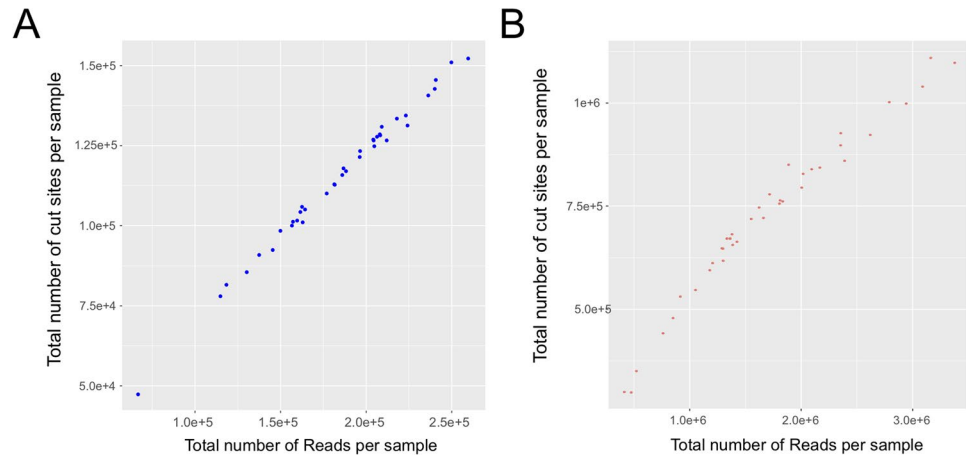 A
B
Total number of cut sites per sample
1.5e+5
1.25e+5
1.0e+5
7.5e+4
5.0e+4
1.0e+5
1.5e+5
2.0e+5
2.5e+5
Total number of Reads per sample
Total number of cut sites per sample
1e+6
7.5e+5
5.0e+5
1.0e+6
2.0e+6
3.0e+6
Total number of Reads per sample